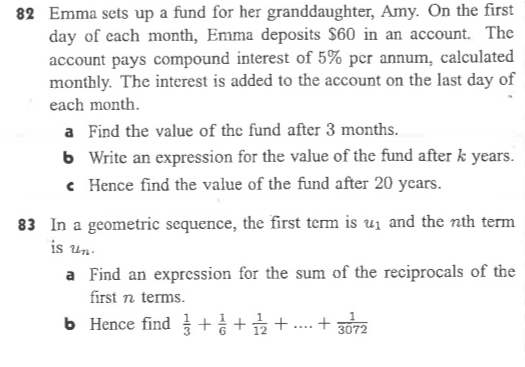 82 Emma sets up a fund for her granddaughter, Amy. On the first
day of each month, Emma deposits $60 in an account. The
account pays compound interest of 5% per annum, calculated
monthly. The interest is added to the account on the last day of
each month.
a Find the value of the fund after 3 months.
b Write an expression for the value of the fund after k years.
c Hence find the value of the fund after 20 years.
83 In a geometric sequence, the first term is u₁ and the nth term
is uₙ.
a Find an expression for the sum of the reciprocals of the
first n terms.
b Hence find 1/3 + 1/6 + 1/12 + .... + 1/3072